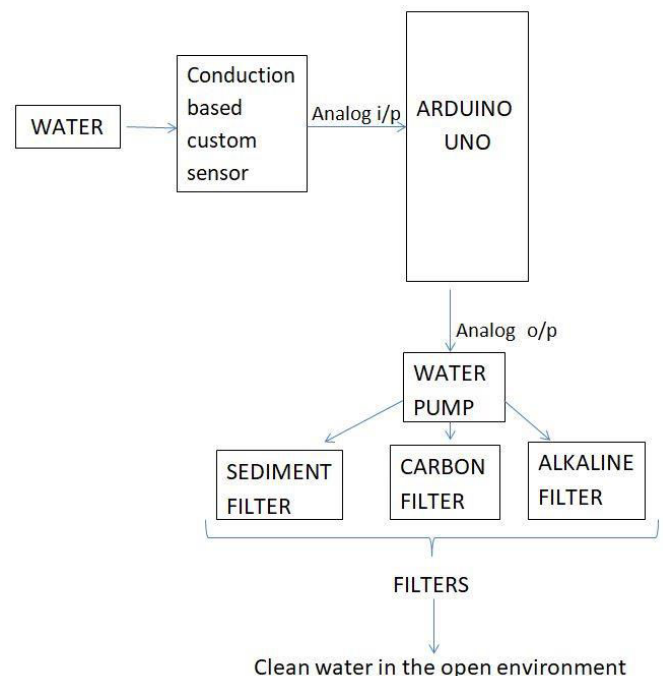 WATER
Conduction
based
custom
sensor
Analog i/p
ARDUINO
UNO
Analog o/p
WATER
PUMP
SEDIMENT
FILTER
CARBON
FILTER
ALKALINE
FILTER
FILTERS
Clean water in the open environment